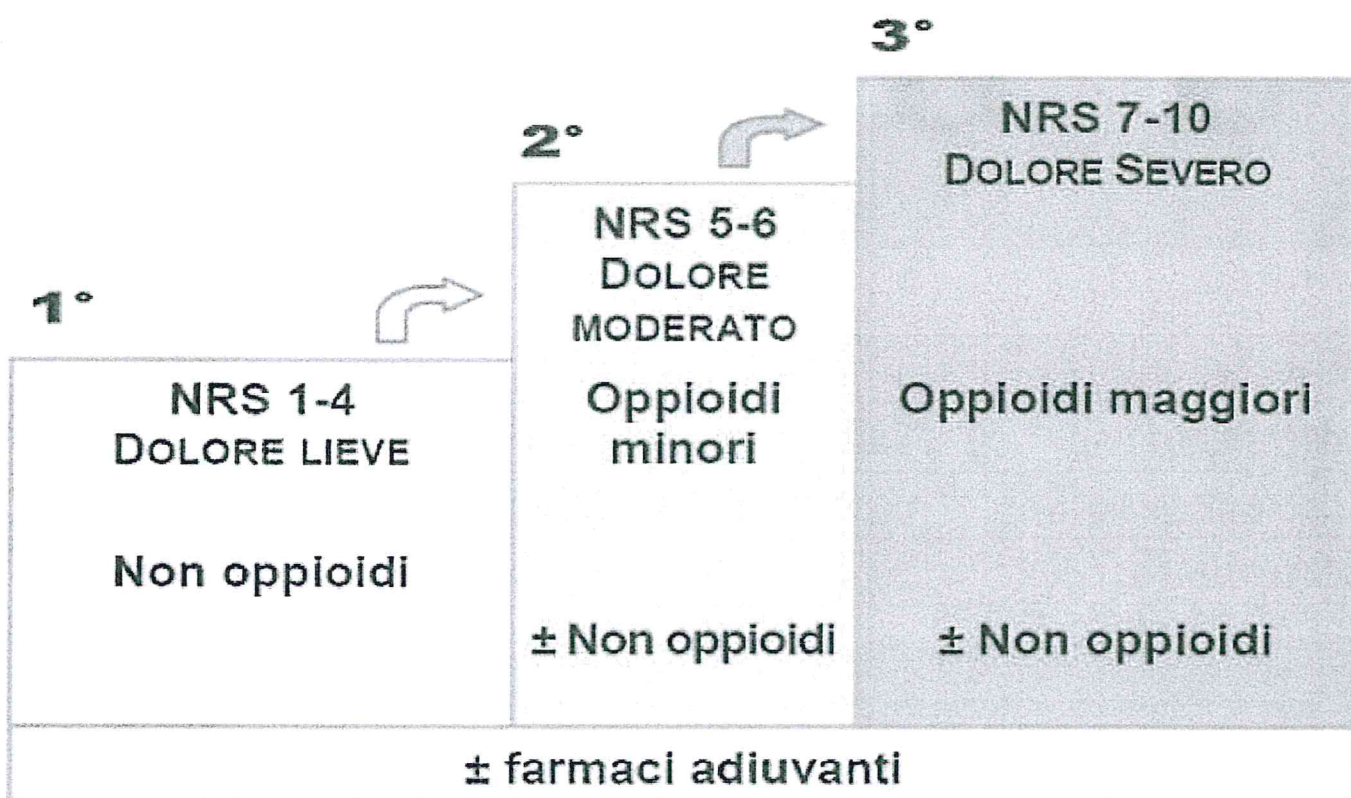 1°
NRS 1-4
DOLORE LIEVE
Non oppioidi
2°
NRS 5-6
DOLORE
MODERATO
Oppioidi
minori
± Non oppioidi
3°
NRS 7-10
DOLORE SEVERO
Oppioidi maggiori
± Non oppioidi
± farmaci adiuvanti